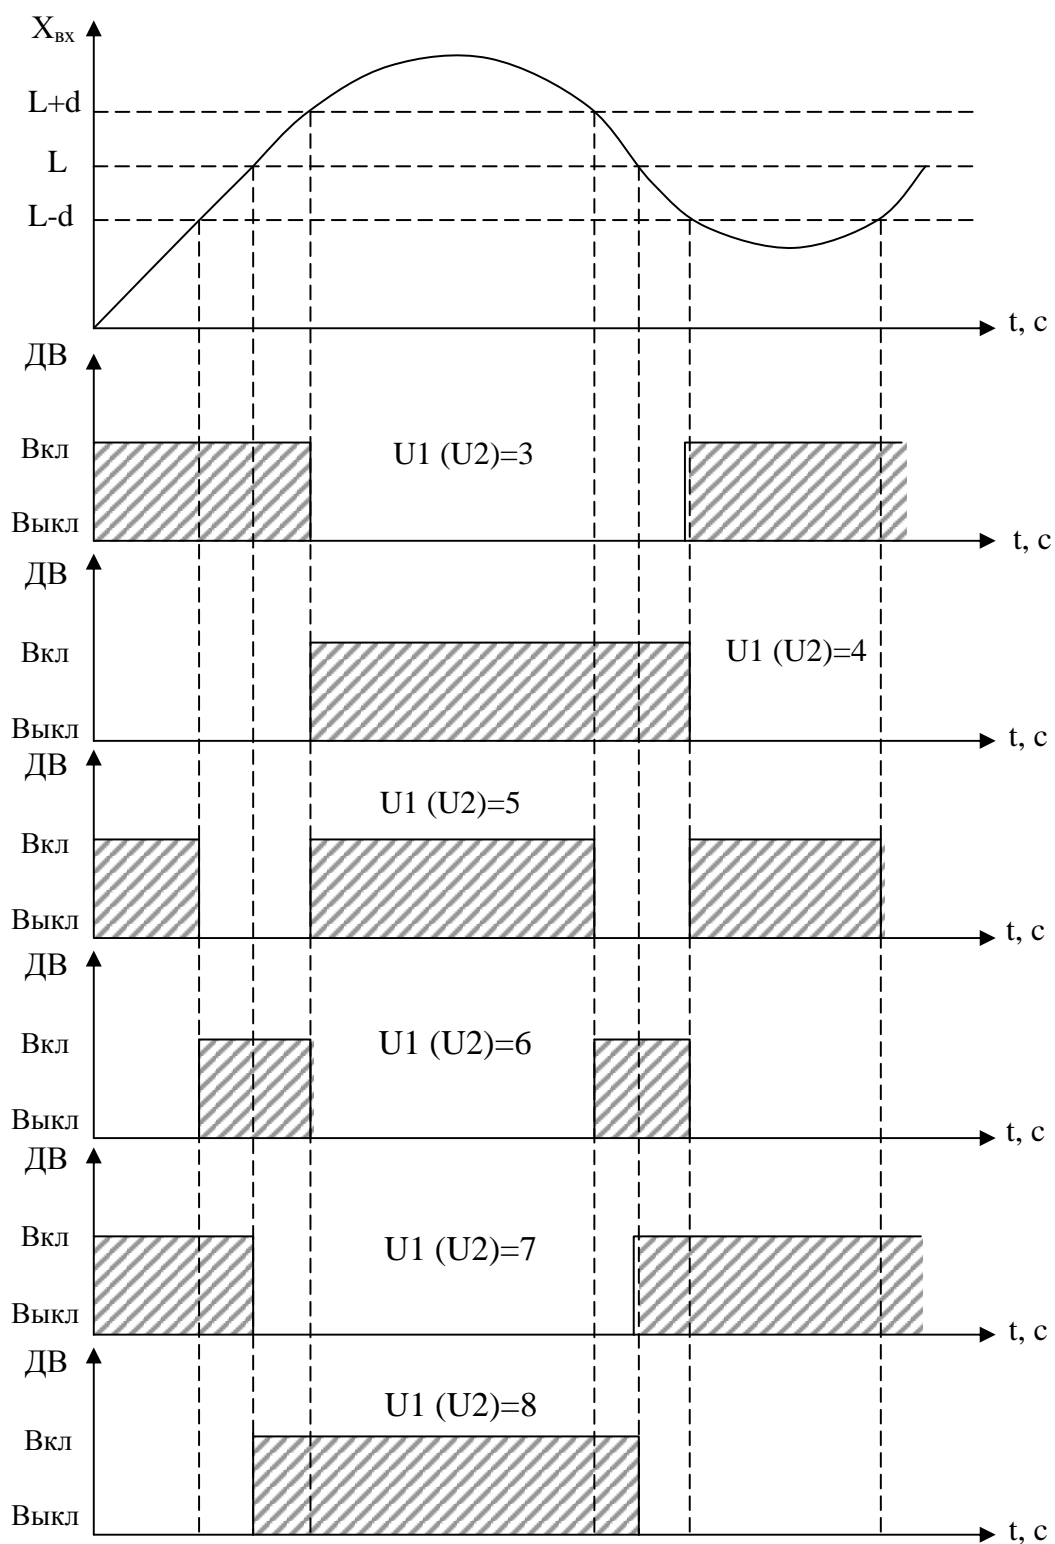 Xвх
L+d
L
L-d
t, с
ДВ
Вкл
U1 (U2)=3
Выкл
t, с
ДВ
Вкл
U1 (U2)=4
Выкл
t, с
ДВ
U1 (U2)=5
Вкл
Выкл
t, с
ДВ
Вкл
U1 (U2)=6
Выкл
t, с
ДВ
Вкл
U1 (U2)=7
Выкл
t, с
ДВ
U1 (U2)=8
Вкл
Выкл
t, с